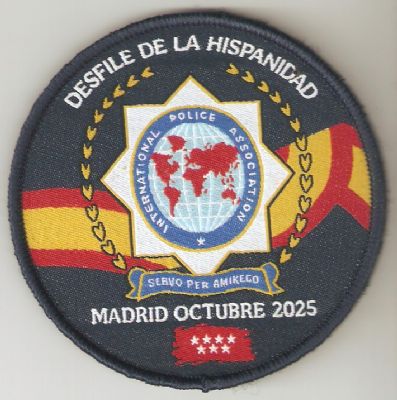 DESFILE DE LA HISPANIDAD
INTERNATIONAL POLICE ASSOCIATION
SERVO PER AMIKECO
MADRID OCTUBRE 2025